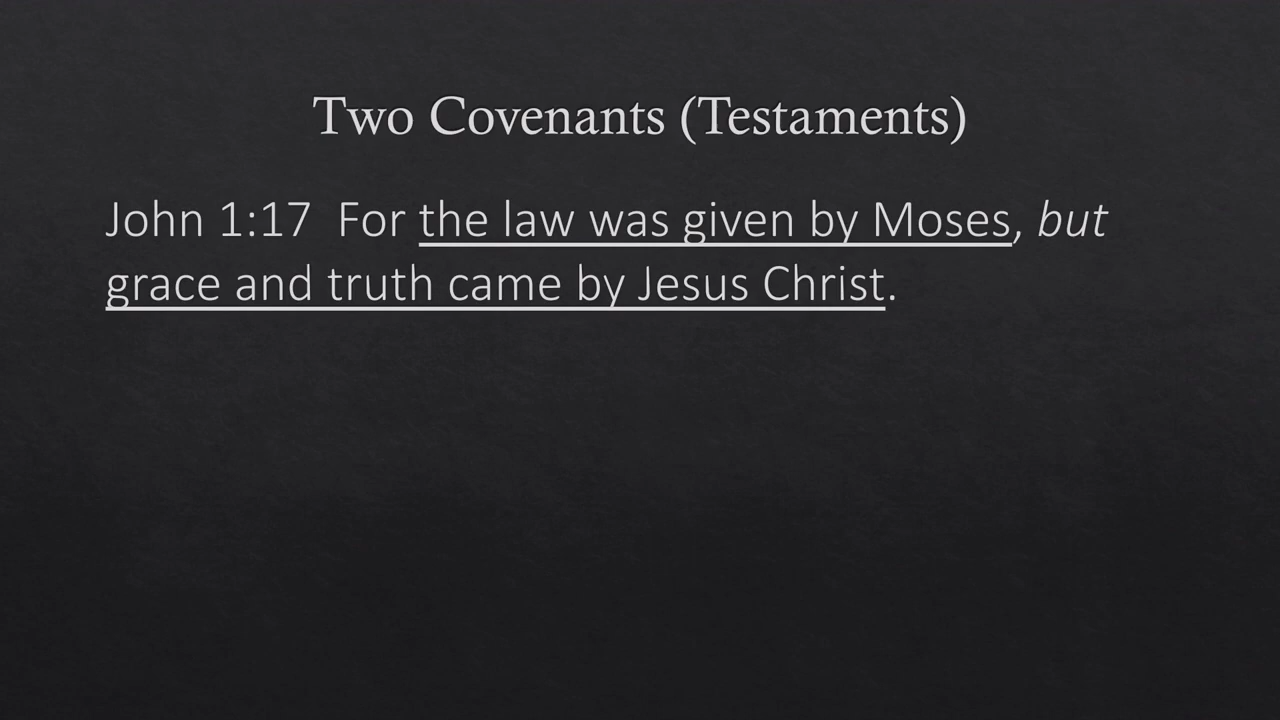 Two Covenants (Testaments)
John 1:17  For the law was given by Moses, but
grace and truth came by Jesus Christ.